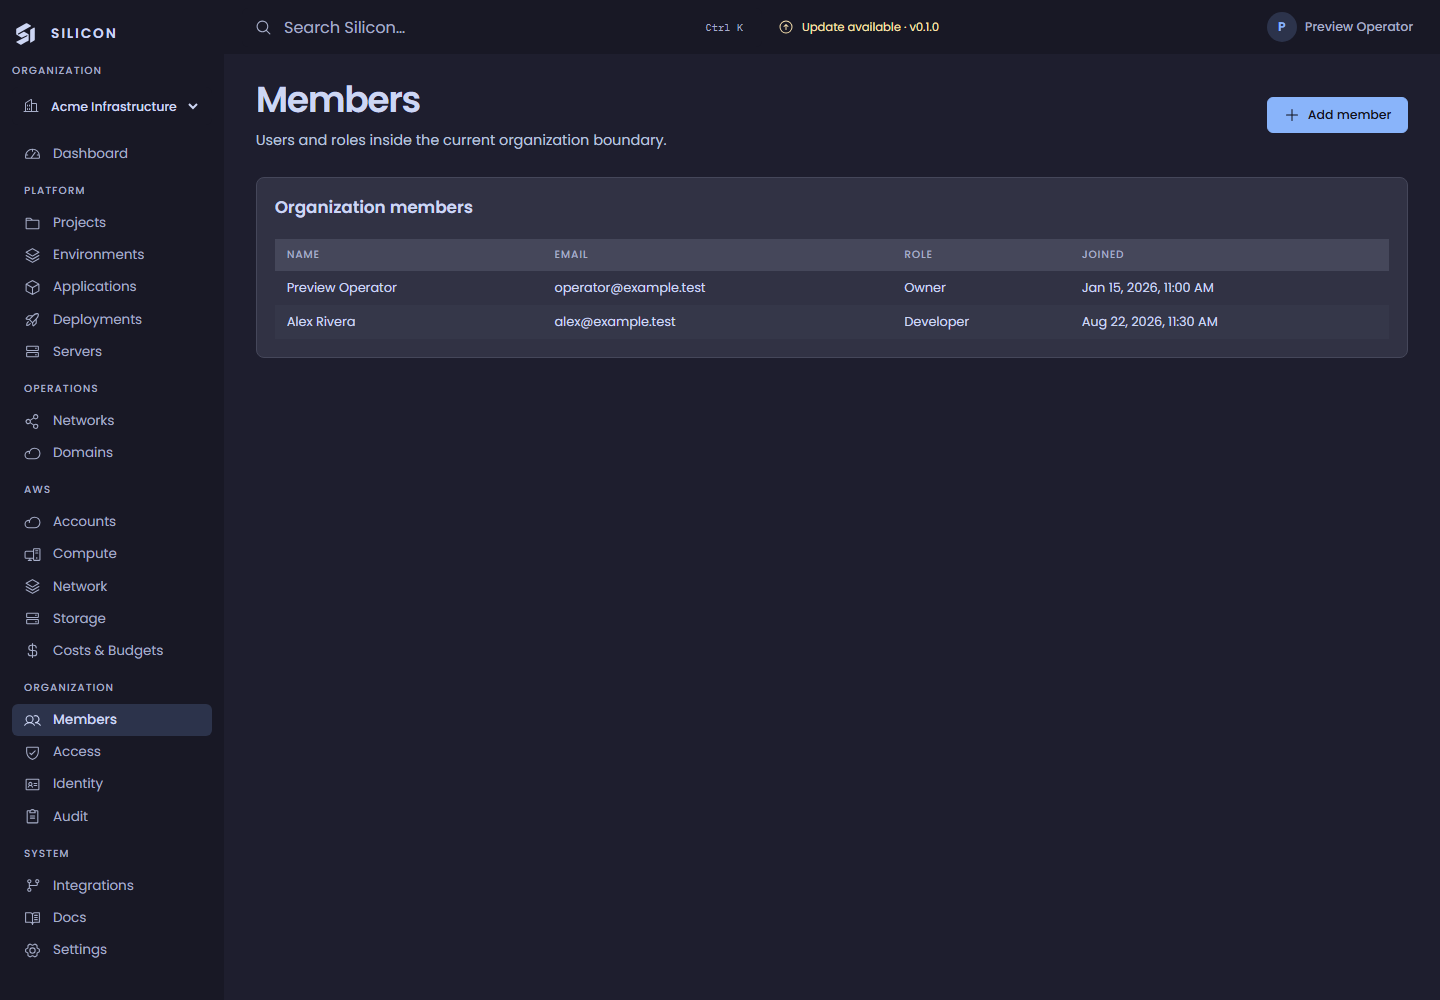 SILICON
ORGANIZATION
Acme Infrastructure
Dashboard
PLATFORM
Projects
Environments
Applications
Deployments
Servers
OPERATIONS
Networks
Domains
AWS
Accounts
Compute
Network
Storage
Costs & Budgets
ORGANIZATION
Members
Access
Identity
Audit
SYSTEM
Integrations
Docs
Settings
Search Silicon... Ctrl K Update available · v0.1.0 P Preview Operator
Members
Users and roles inside the current organization boundary.
Add member
Organization members
NAME EMAIL ROLE JOINED
Preview Operator operator@example.test Owner Jan 15, 2026, 11:00 AM
Alex Rivera alex@example.test Developer Aug 22, 2026, 11:30 AM